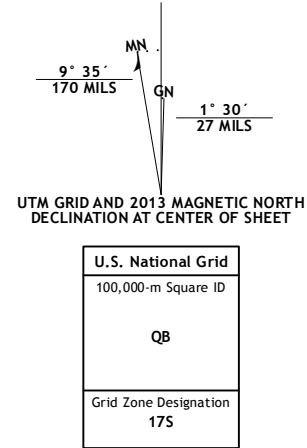 MN
GN
9° 35´
170 MILS
1° 30´
27 MILS
UTM GRID AND 2013 MAGNETIC NORTH
DECLINATION AT CENTER OF SHEET
U.S. National Grid
100,000-m Square ID
QB
Grid Zone Designation
17S